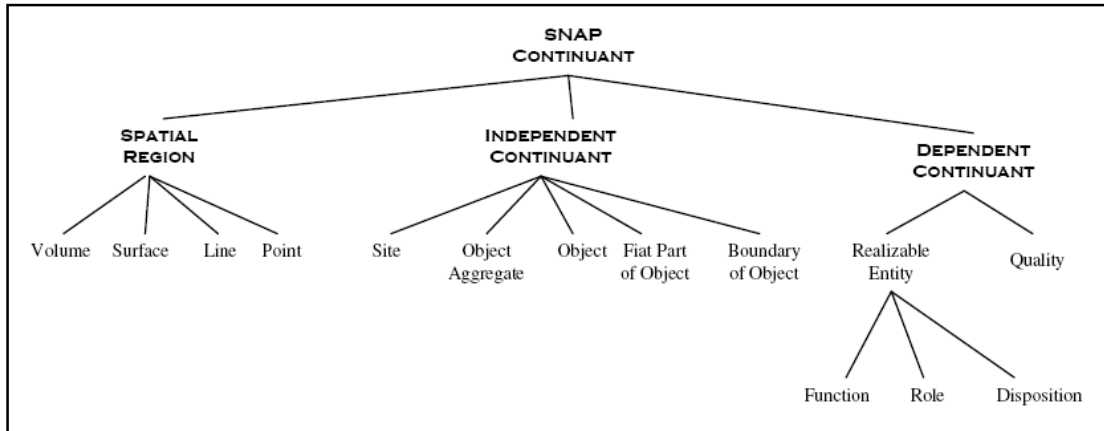 SNAP
CONTINUANT
SPATIAL
REGION
INDEPENDENT
CONTINUANT
DEPENDENT
CONTINUANT
Volume
Surface
Line
Point
Site
Object
Aggregate
Object
Fiat Part
of Object
Boundary
of Object
Realizable
Entity
Quality
Function
Role
Disposition